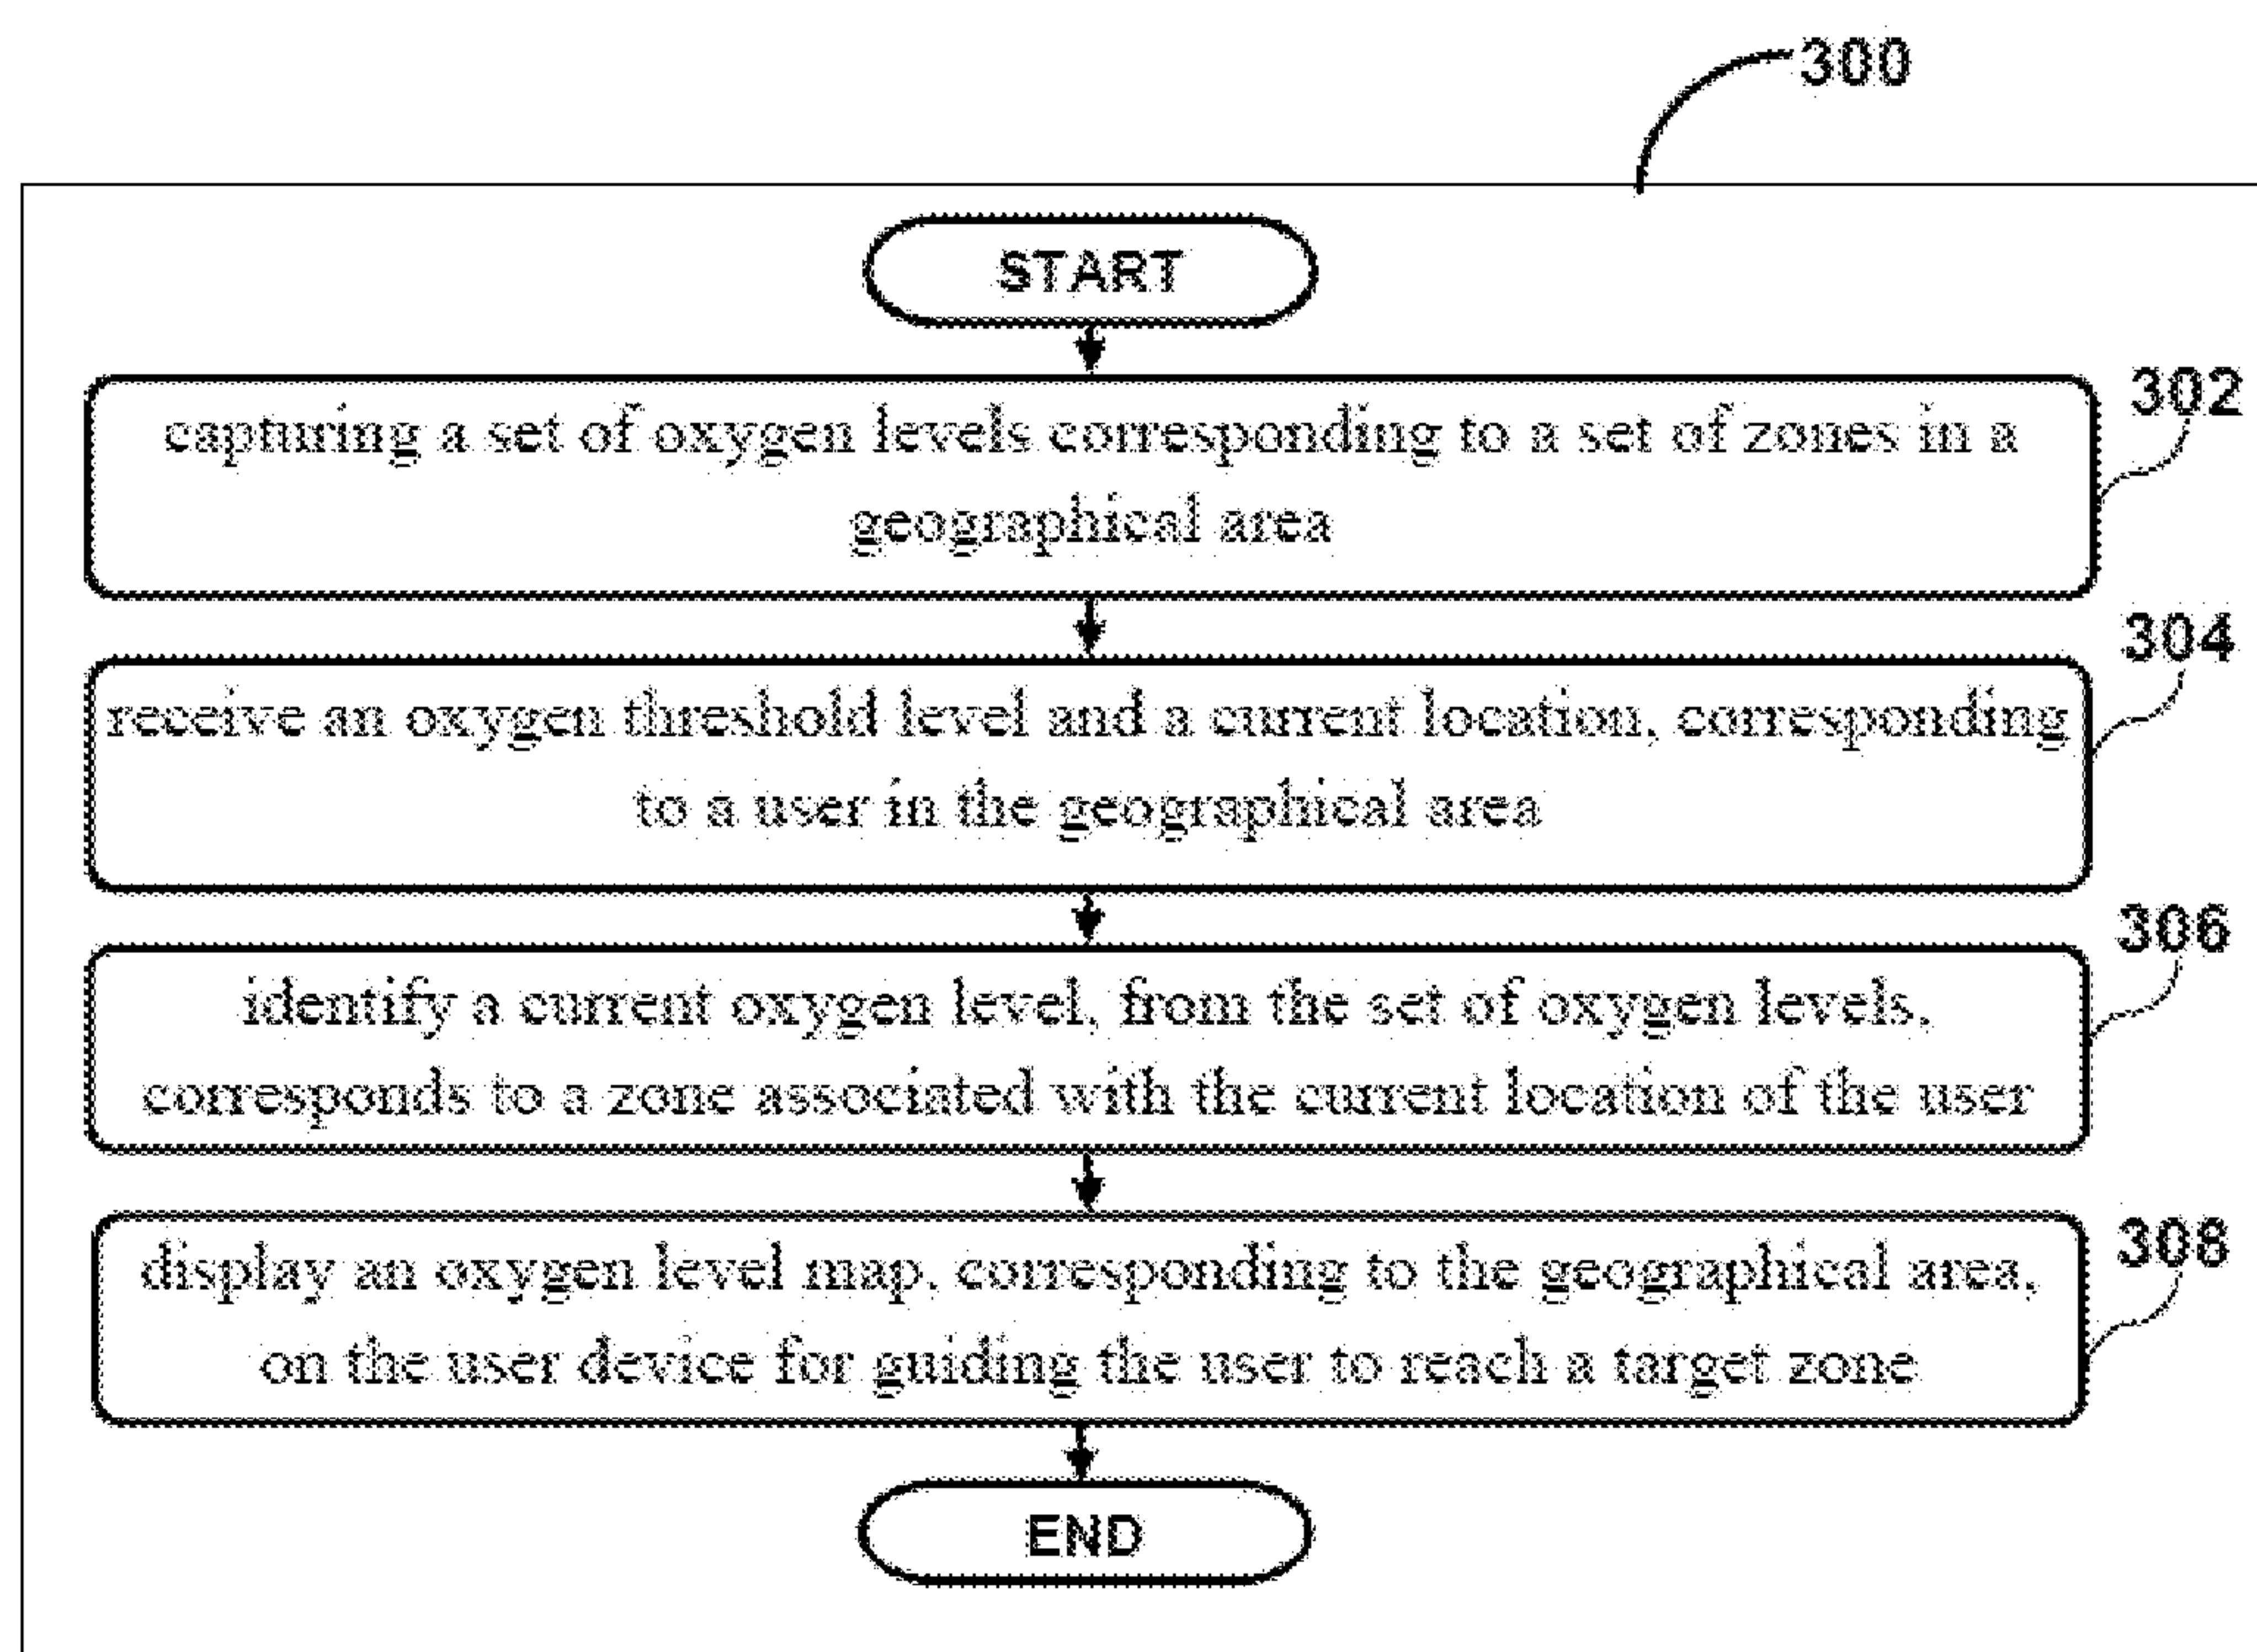 300
START
302
capturing a set of oxygen levels corresponding to a set of zones in a
geographical area
304
receive an oxygen threshold level and a current location, corresponding
to a user in the geographical area
306
identify a current oxygen level, from the set of oxygen levels,
corresponds to a zone associated with the current location of the user
308
display an oxygen level map, corresponding to the geographical area,
on the user device for guiding the user to reach a target zone
END